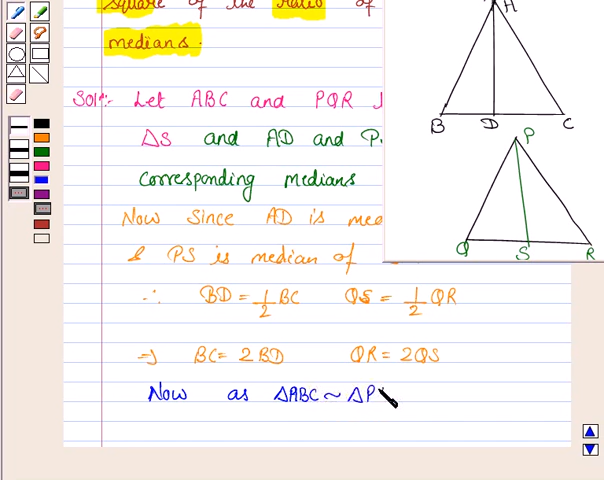 square of the ratio of
medians.
Solⁿ:- Let ABC and PQR
ΔS and AD and P
Corresponding medians
Now Since AD is
& PS is median of
∴ BD = 1/2 BC QS = 1/2 QR
⇒ BC = 2BD QR = 2QS
Now as ΔABC ~ ΔP
A
B D C
P
Q S R